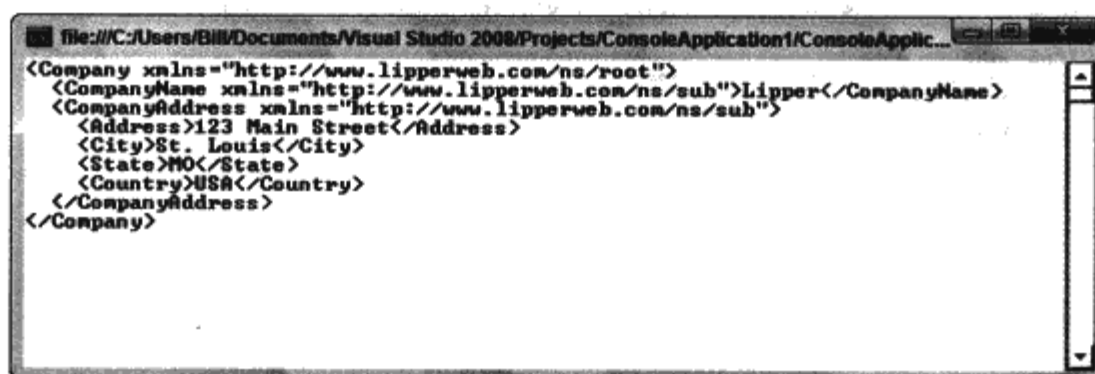 file:///C:/Users/Bill/Documents/Visual Studio 2008/Projects/ConsoleApplication1/ConsoleApplic...
<Company xmlns="http://www.lipperweb.com/ns/root">
  <CompanyName xmlns="http://www.lipperweb.com/ns/sub">Lipper</CompanyName>
  <CompanyAddress xmlns="http://www.lipperweb.com/ns/sub">
    <Address>123 Main Street</Address>
    <City>St. Louis</City>
    <State>MO</State>
    <Country>USA</Country>
  </CompanyAddress>
</Company>